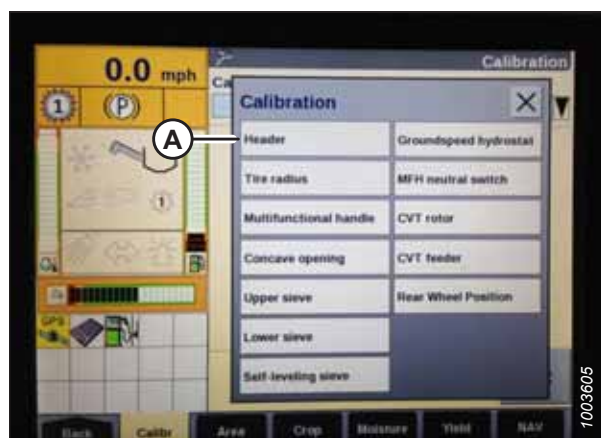 0.0 mph
Calibration
Ca
1
(P)
Calibration
A
Header
Groundspeed hydrostat
Tire radius
MFH neutral switch
1
Multifunctional handle
CVT rotor
Concave opening
CVT feeder
Upper sieve
Rear Wheel Position
GPS
Lower sieve
Self-leveling sieve
Back
Calibr
Area
Crop
Moisture
Yield
NAV
1003605